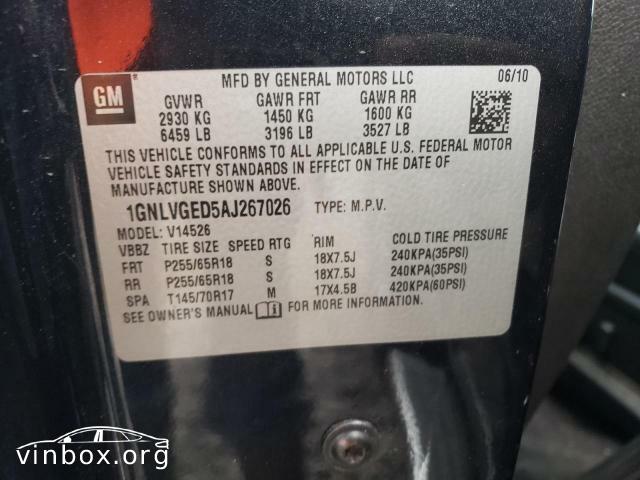 GM
MFD BY GENERAL MOTORS LLC 06/10
GVWR GAWR FRT GAWR RR
2930 KG 1450 KG 1600 KG
6459 LB 3196 LB 3527 LB
THIS VEHICLE CONFORMS TO ALL APPLICABLE U.S. FEDERAL MOTOR
VEHICLE SAFETY STANDARDS IN EFFECT ON THE DATE OF
MANUFACTURE SHOWN ABOVE.
1GNLVGED5AJ267026 TYPE: M.P.V.
MODEL: V14526
VBBZ TIRE SIZE SPEED RTG RIM COLD TIRE PRESSURE
FRT P255/65R18 S 18X7.5J 240KPA(35PSI)
RR P255/65R18 S 18X7.5J 240KPA(35PSI)
SPA T145/70R17 M 17X4.5B 420KPA(60PSI)
SEE OWNER'S MANUAL FOR MORE INFORMATION.
vinbox.org